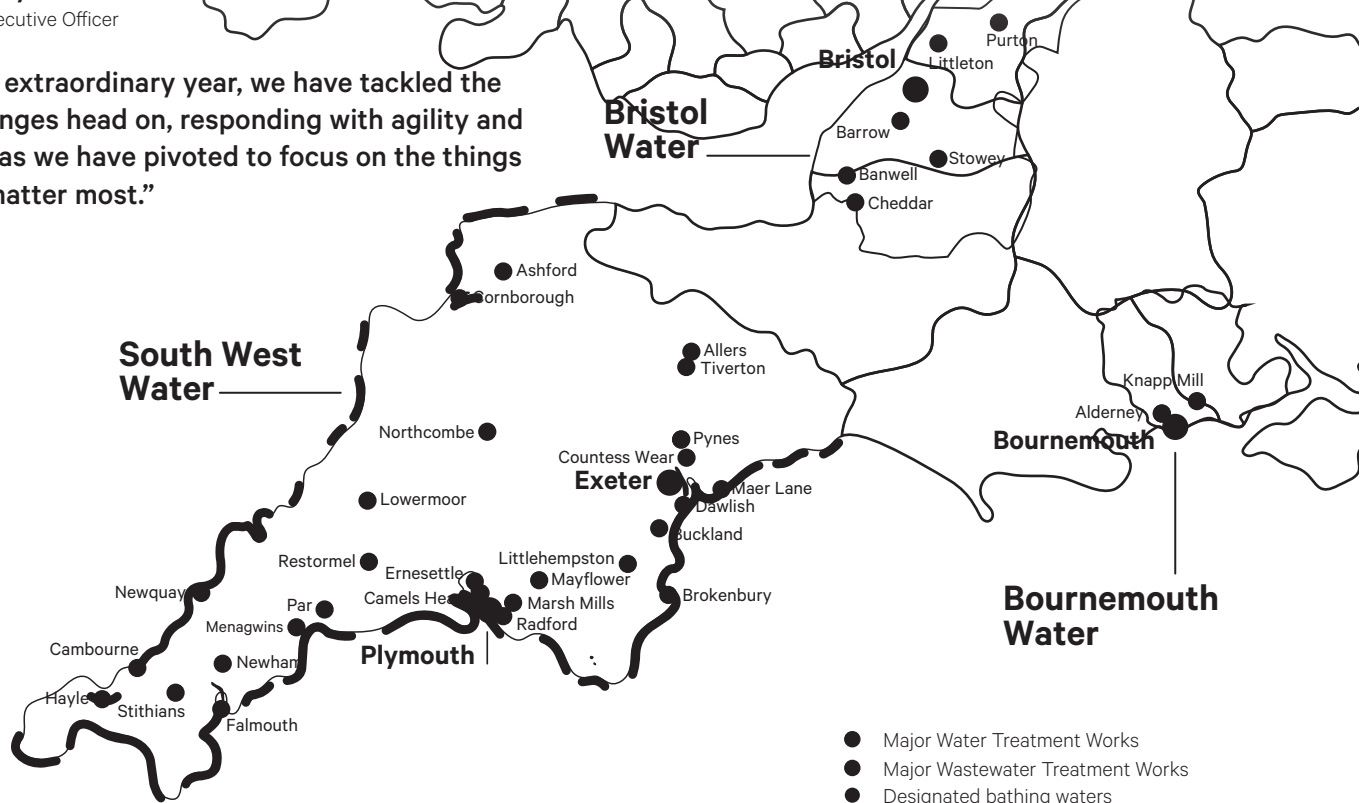 ecutive Officer
extraordinary year, we have tackled the
nges head on, responding with agility and
as we have pivoted to focus on the things
natter most.”
Purton
Bristol
Littleton
Bristol
Water
Barrow
Stowey
Banwell
Cheddar
Ashford
Cornborough
South West
Water
Allers
Tiverton
Knapp Mill
Alderney
Bournemouth
Northcombe
Pynes
Countess Wear
Exeter
Maer Lane
Lowermoor
Dawlish
Buckland
Restormel
Littlehempston
Ernesettle
Mayflower
Newquay
Camels Hea
Brokenbury
Par
Marsh Mills
Menagwins
Radford
Bournemouth
Water
Cambourne
Newham
Plymouth
Hayle
Stithians
Falmouth
Major Water Treatment Works
Major Wastewater Treatment Works
Designated bathing waters